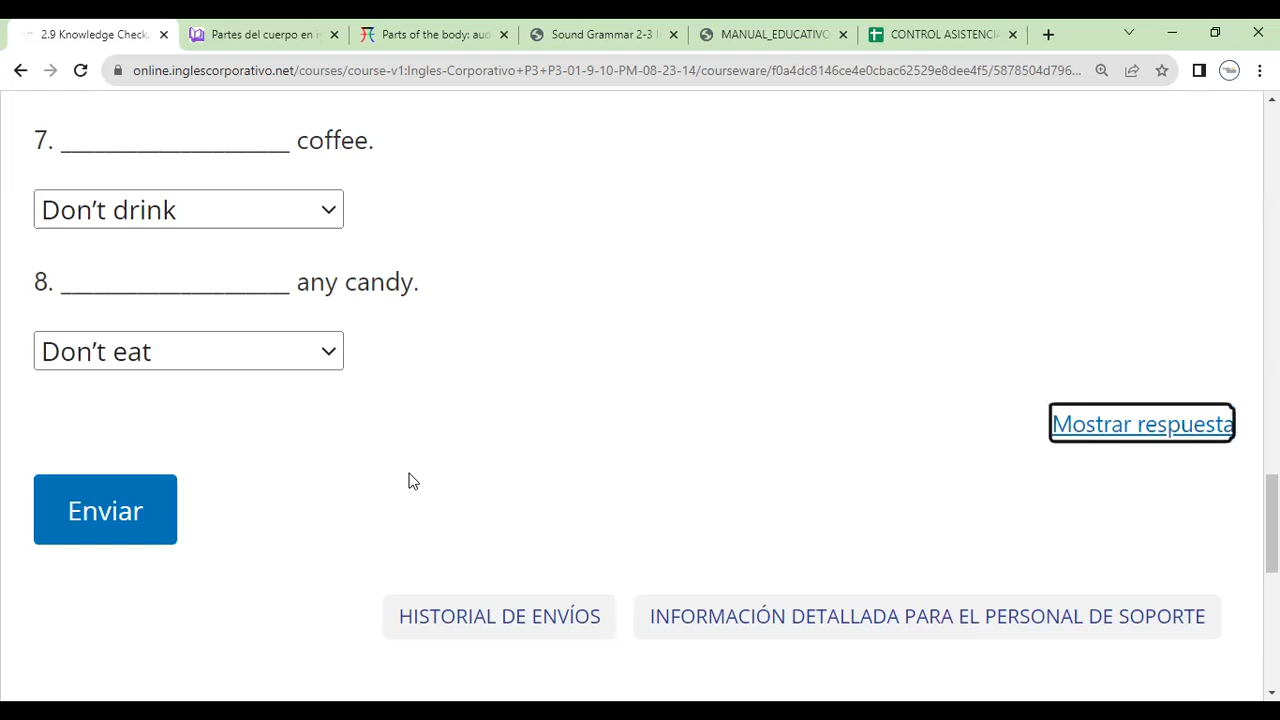 2.9 Knowledge Check.
Partes del cuerpo en i
Parts of the body: aud
Sound Grammar 2-3 I
MANUAL_EDUCATIVO
CONTROL ASISTENCIA
online.inglescorporativo.net/courses/course-v1:Ingles-Corporativo+P3+P3-01-9-10-PM-08-23-14/courseware/f0a4dc8146ce4e0cbac62529e8dee4f5/5878504d796...
7. ____________________ coffee.
Don’t drink
8. ____________________ any candy.
Don’t eat
Mostrar respuesta
Enviar
HISTORIAL DE ENVÍOS
INFORMACIÓN DETALLADA PARA EL PERSONAL DE SOPORTE